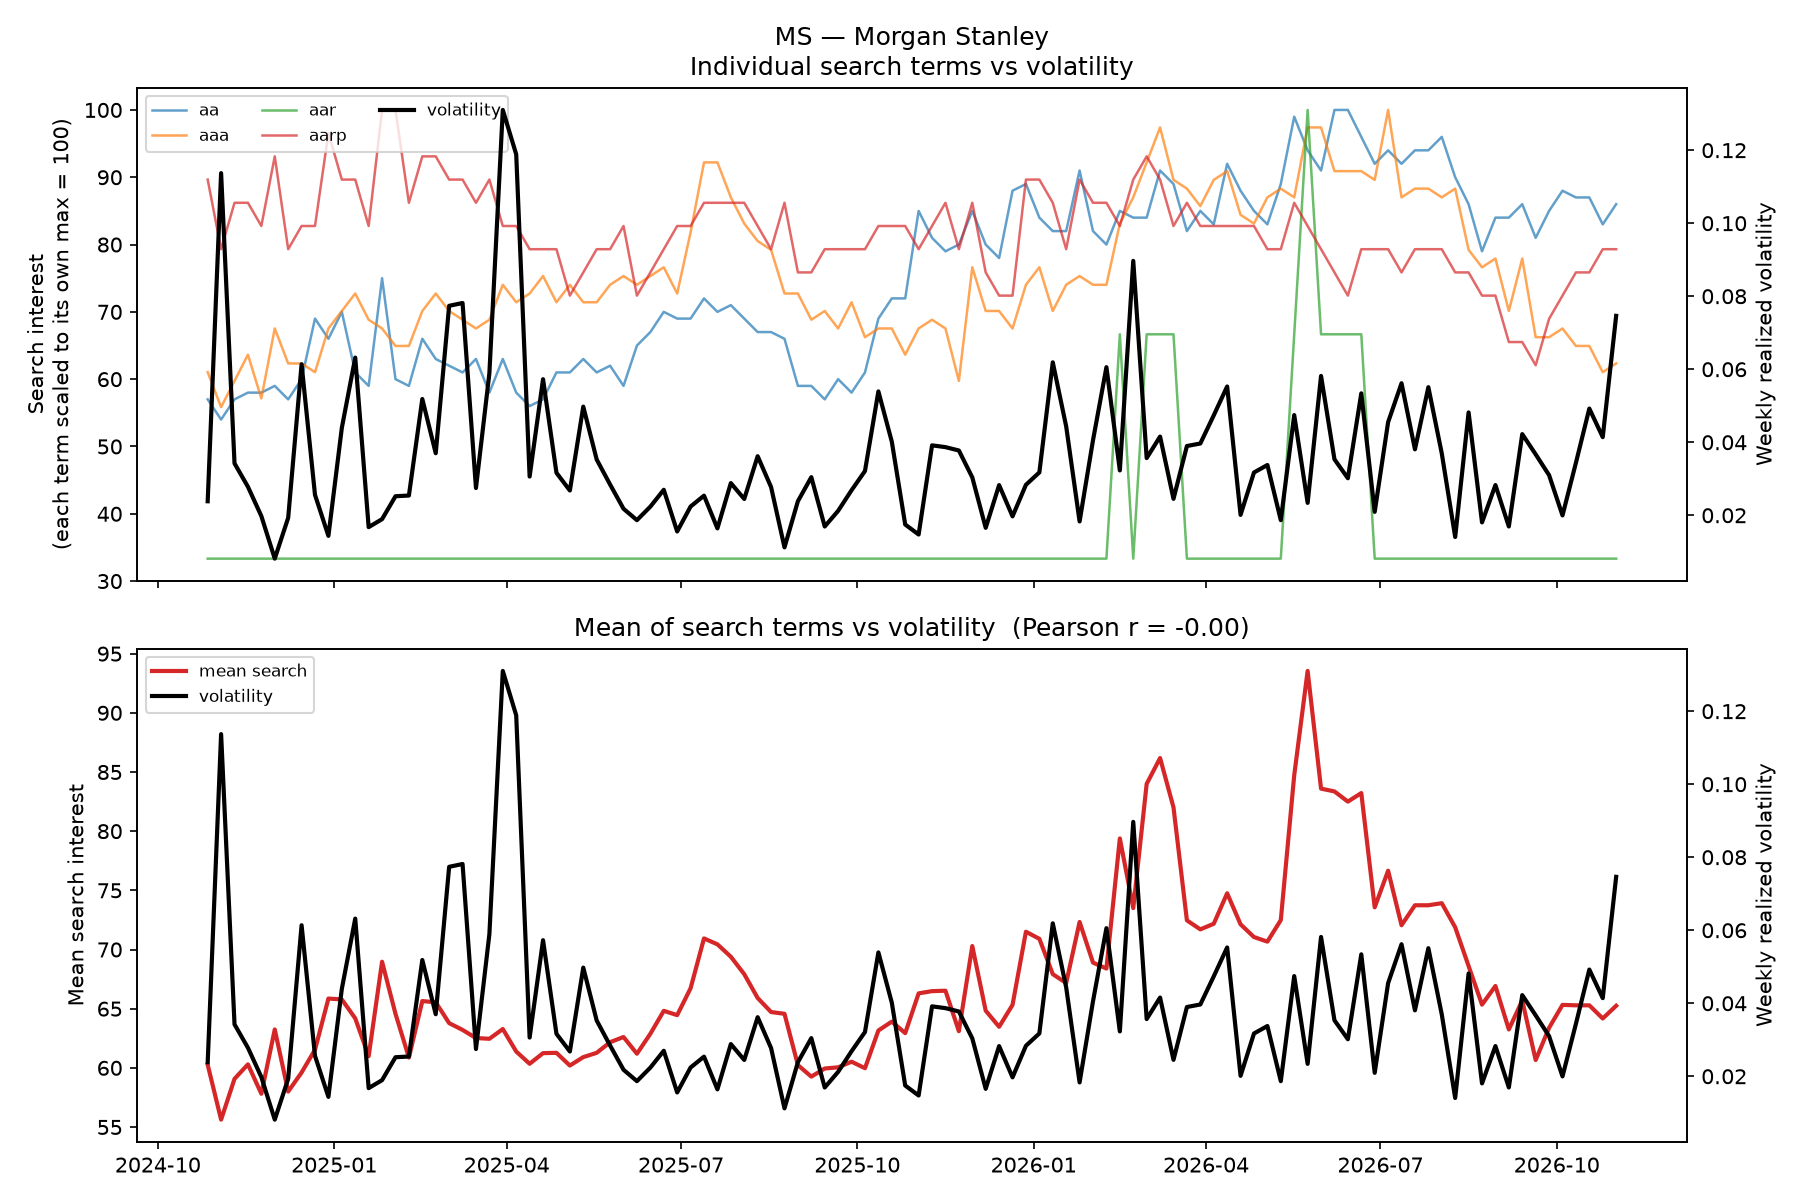 MS — Morgan Stanley
Individual search terms vs volatility
aa
aaa
aar
aarp
volatility
Search interest
(each term scaled to its own max = 100)
100
90
80
70
60
50
40
30
0.12
0.10
0.08
0.06
0.04
0.02
Weekly realized volatility
Mean of search terms vs volatility (Pearson r = -0.00)
mean search
volatility
Mean search interest
95
90
85
80
75
70
65
60
55
0.12
0.10
0.08
0.06
0.04
0.02
Weekly realized volatility
2024-10 2025-01 2025-04 2025-07 2025-10 2026-01 2026-04 2026-07 2026-10